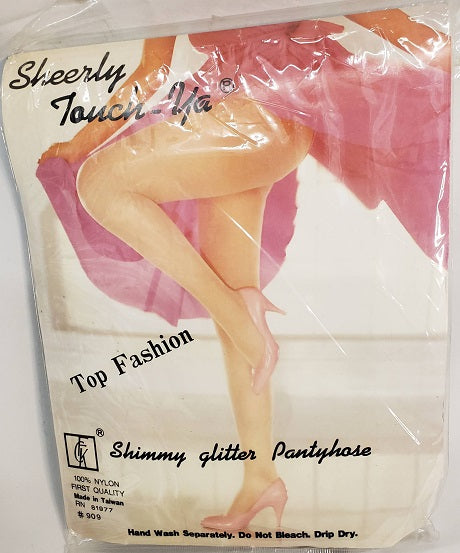 Sheerly
Touch-Ya ®
Top Fashion
®
Shimmy glitter Pantyhose
100% NYLON
FIRST QUALITY
Made in Taiwan
RN 81977
#909
Hand Wash Separately. Do Not Bleach. Drip Dry.